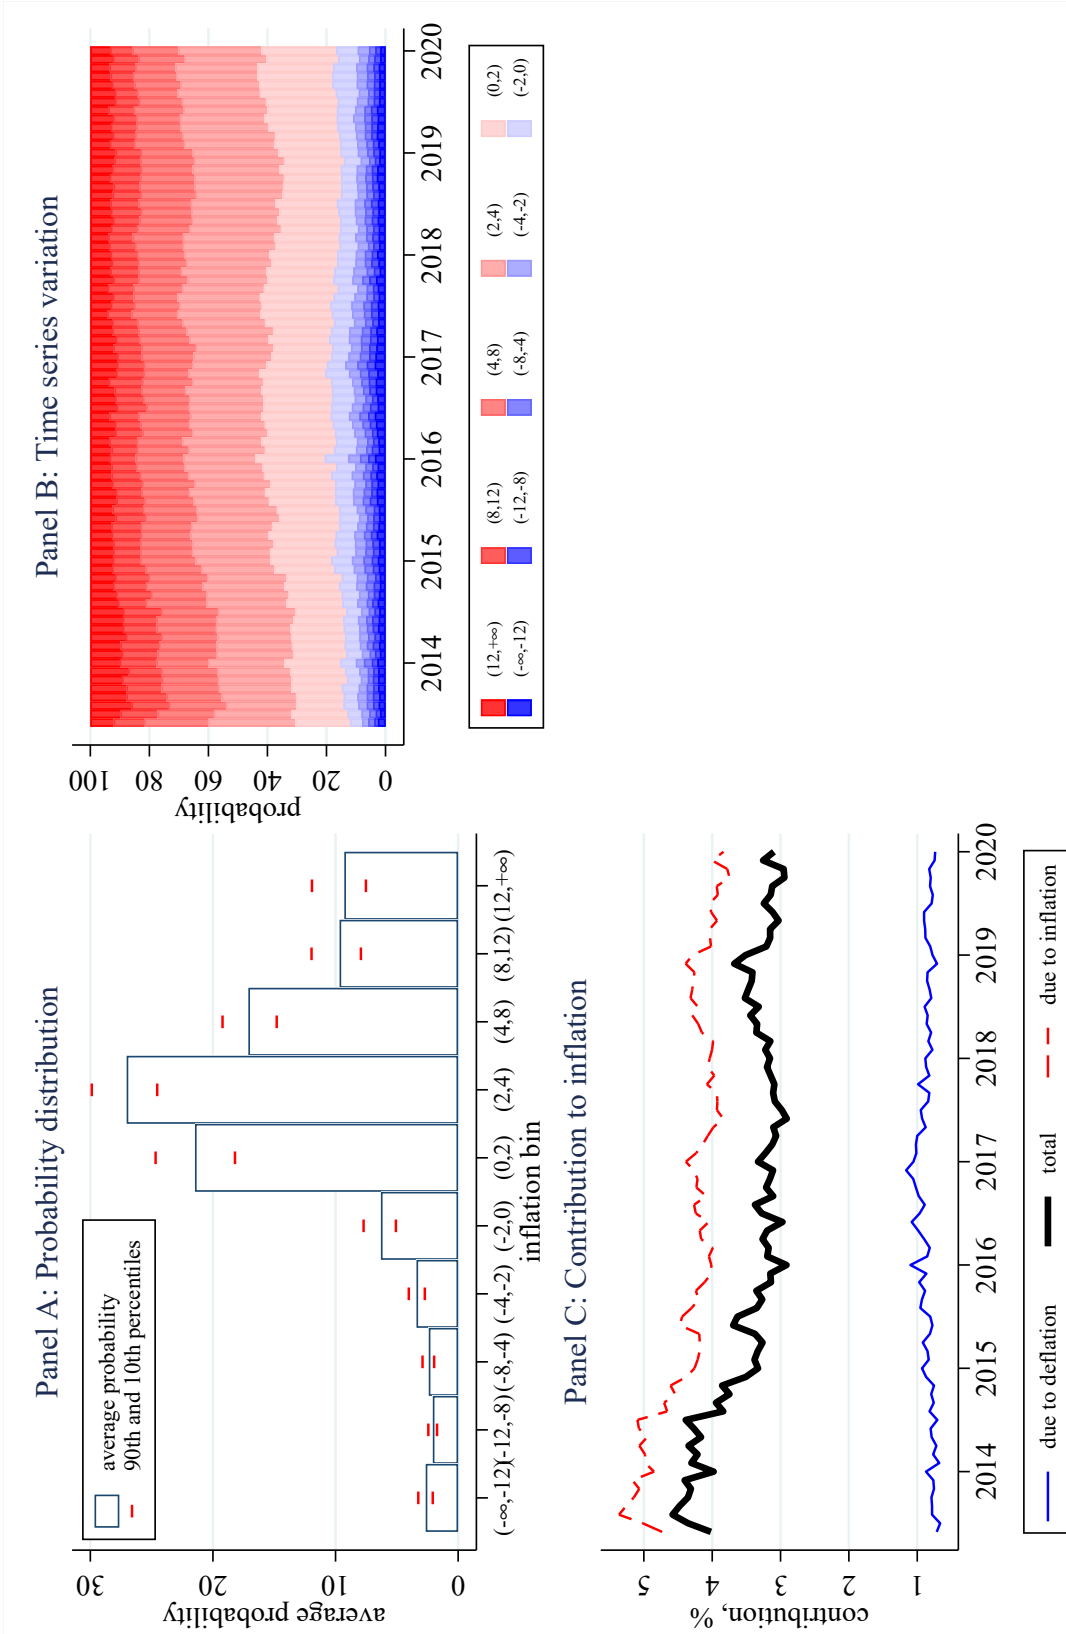 Panel A: Probability distribution
average probability
30
20
10
0
average probability
90th and 10th percentiles
(-∞,-12)
(-12,-8)
(-8,-4)
(-4,-2)
(-2,0)
(0,2)
(2,4)
(4,8)
(8,12)
(12,+∞)
inflation bin
Panel B: Time series variation
probability
100
80
60
40
20
0
2014 2015 2016 2017 2018 2019 2020
(12,+∞) (8,12) (4,8) (2,4) (0,2)
(-∞,-12) (-12,-8) (-8,-4) (-4,-2) (-2,0)
Panel C: Contribution to inflation
contribution, %
5
4
3
2
1
2014 2015 2016 2017 2018 2019 2020
due to deflation total due to inflation